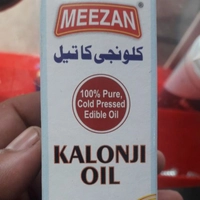 MEEZAN
کلونجی کا تیل
100% Pure,
Cold Pressed
Edible Oil
KALONJI
OIL